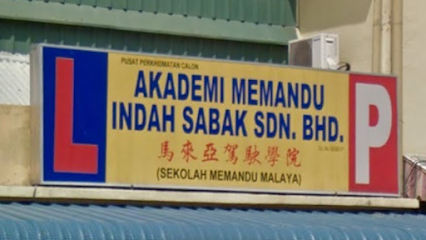 PUSAT PERKHIDMATAN CALON
L
AKADEMI MEMANDU
INDAH SABAK SDN. BHD.
馬來亞駕駛學院
(SEKOLAH MEMANDU MALAYA)
P